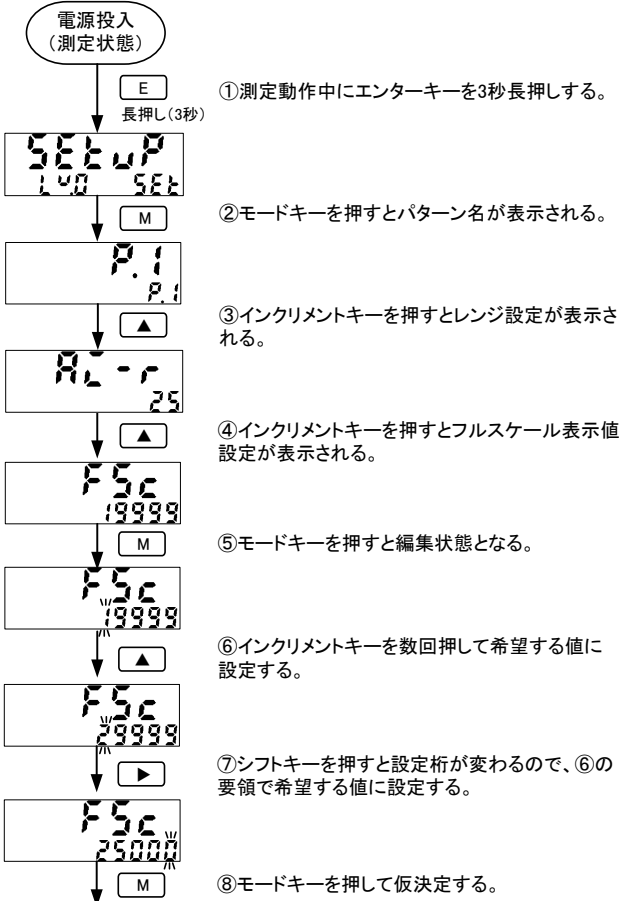 電源投入
(測定状態)
E
長押し(3秒)
①測定動作中にエンターキーを3秒長押しする。
SEtuP
Lv.0 SEt
M
②モードキーを押すとパターン名が表示される。
P.1
P.1
▲
③インクリメントキーを押すとレンジ設定が表示さ
れる。
Ai-r
25
▲
④インクリメントキーを押すとフルスケール表示値
設定が表示される。
FSc
19999
M
⑤モードキーを押すと編集状態となる。
FSc
19999
▲
⑥インクリメントキーを数回押して希望する値に
設定する。
FSc
29999
▶
⑦シフトキーを押すと設定桁が変わるので、⑥の
要領で希望する値に設定する。
FSc
25000
M
⑧モードキーを押して仮決定する。